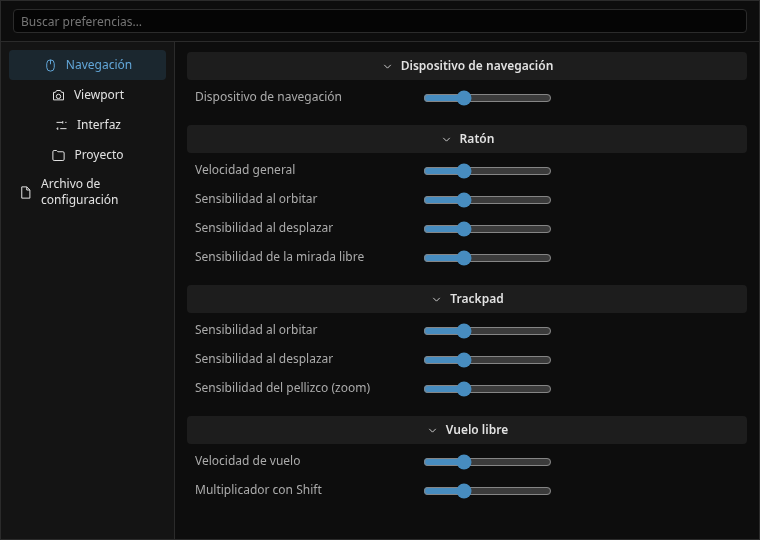 Buscar preferencias...
Navegación
Viewport
Interfaz
Proyecto
Archivo de
configuración
Dispositivo de navegación
Dispositivo de navegación
Ratón
Velocidad general
Sensibilidad al orbitar
Sensibilidad al desplazar
Sensibilidad de la mirada libre
Trackpad
Sensibilidad al orbitar
Sensibilidad al desplazar
Sensibilidad del pellizco (zoom)
Vuelo libre
Velocidad de vuelo
Multiplicador con Shift